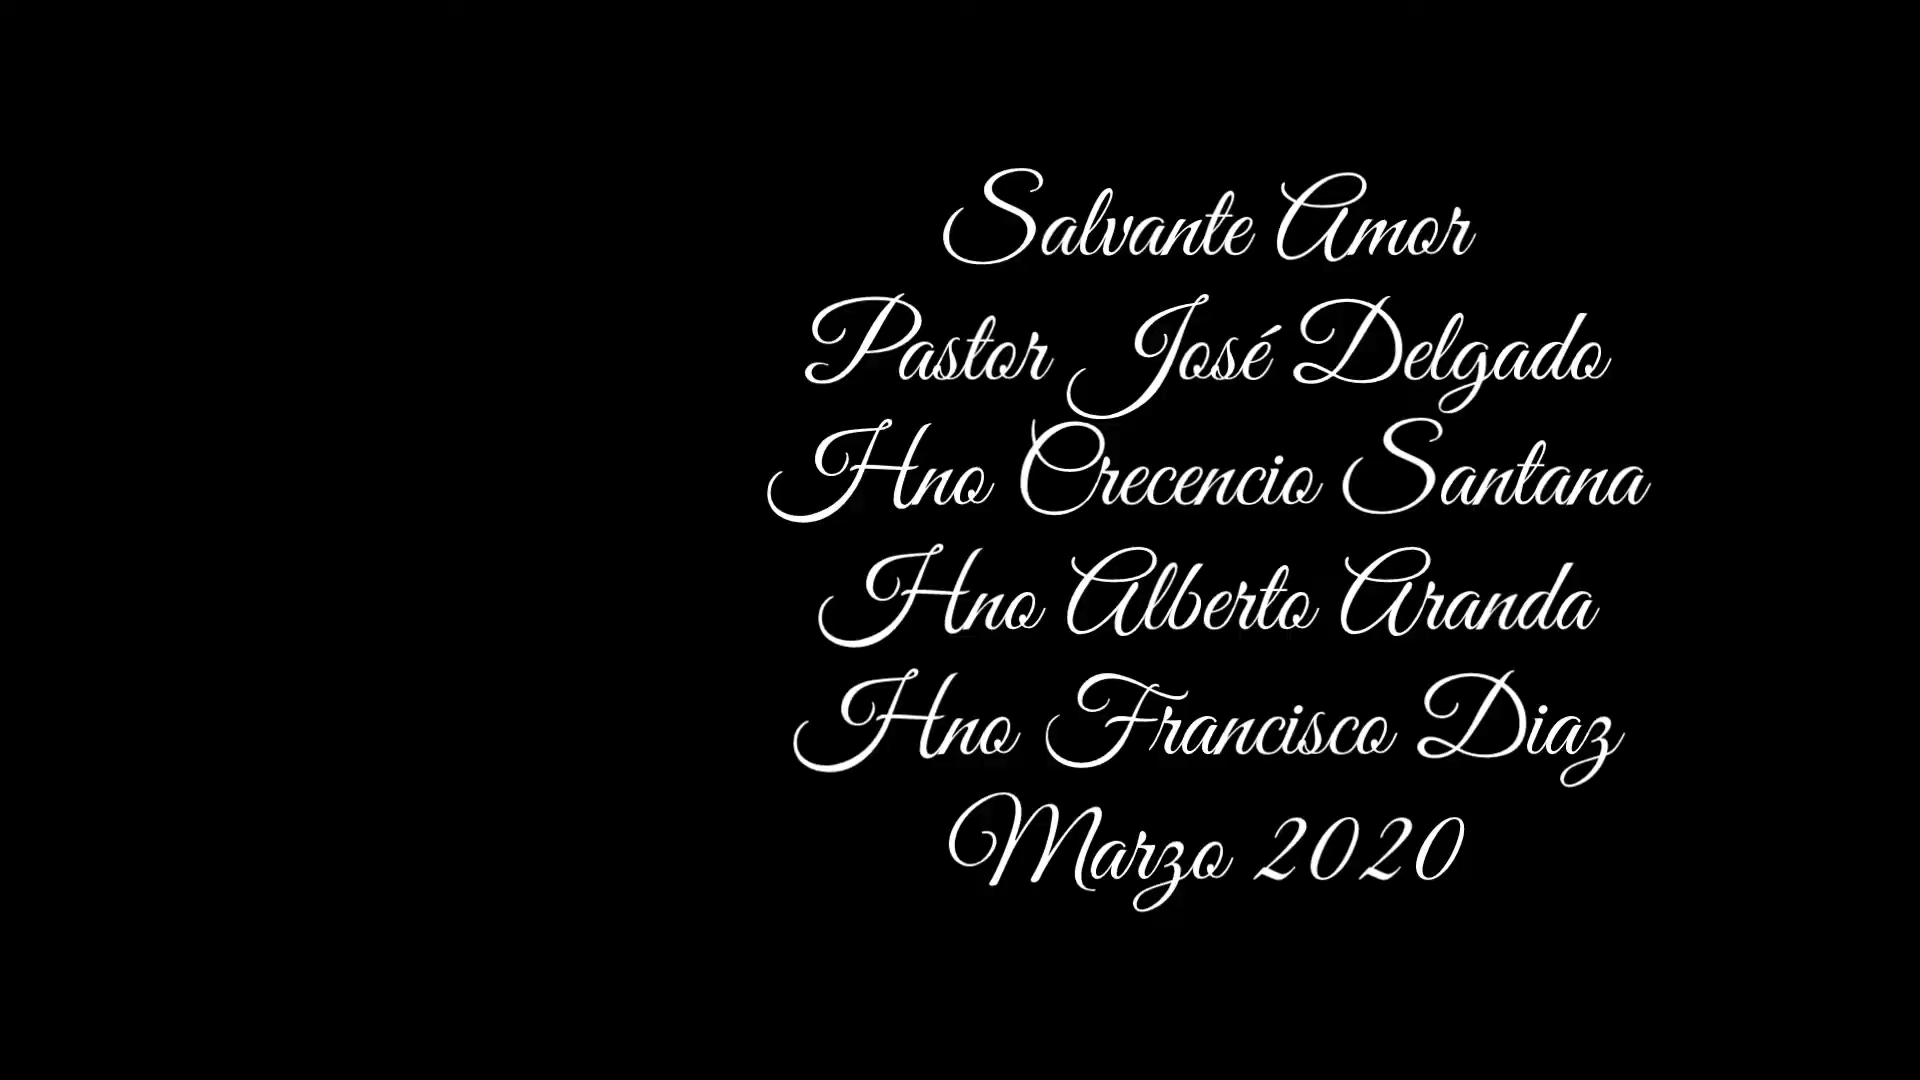 Salvante Amor
Pastor José Delgado
Hno Crecencio Santana
Hno Alberto Aranda
Hno Francisco Diaz
Marzo 2020